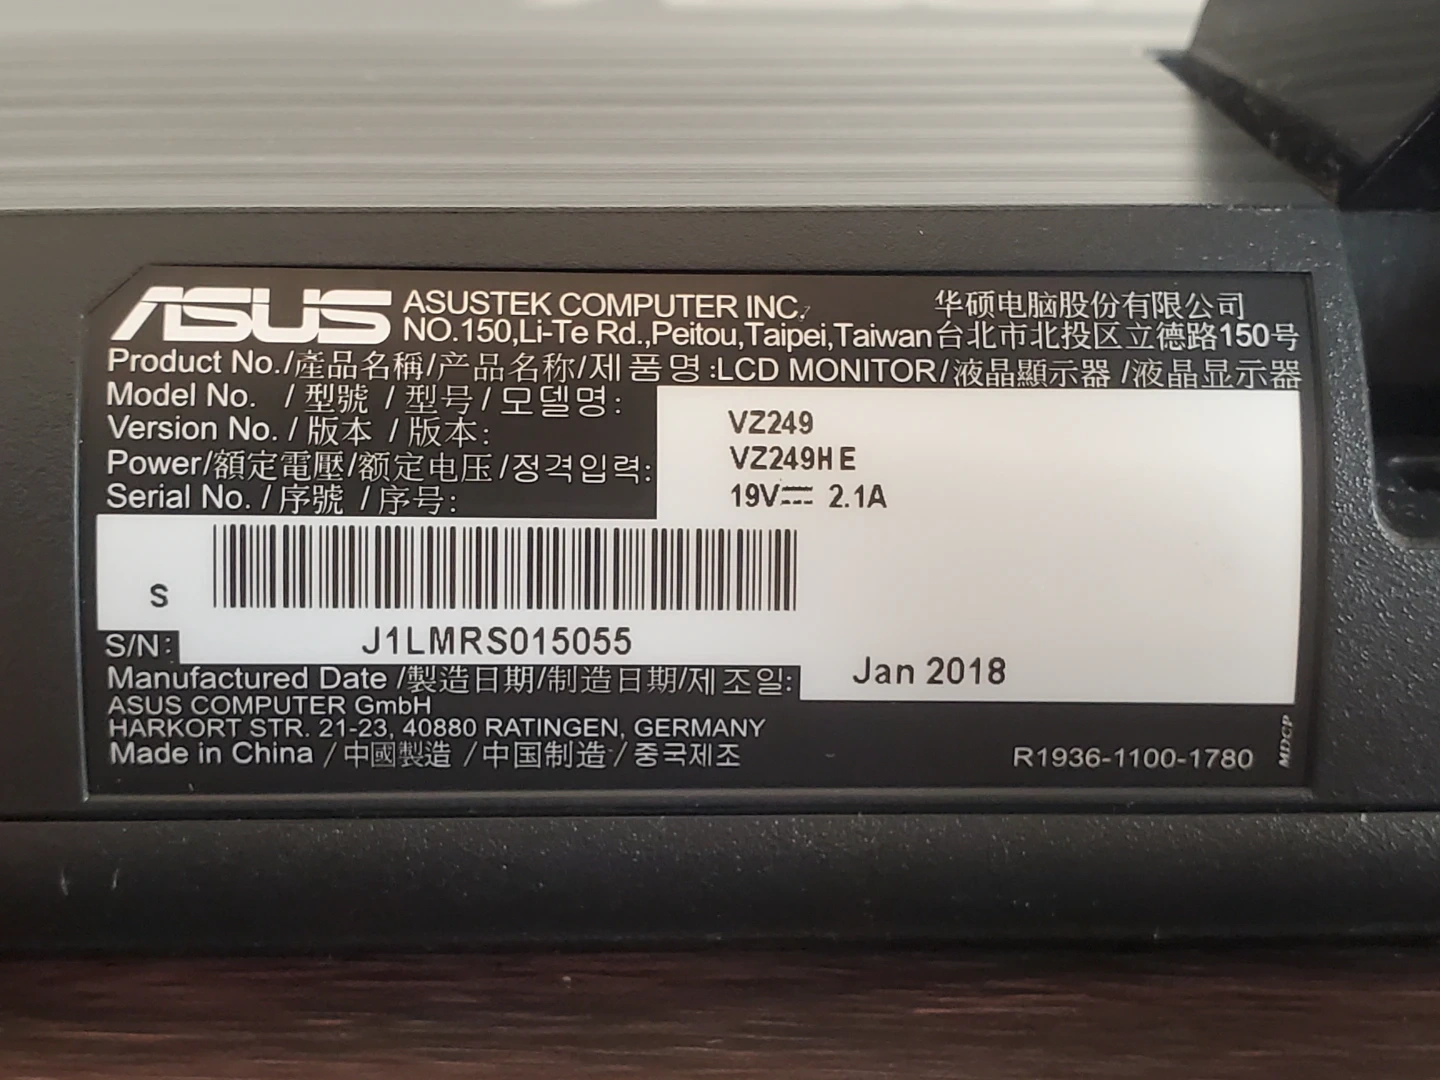 ASUS ASUSTEK COMPUTER INC. 华硕电脑股份有限公司
NO.150,Li-Te Rd.,Peitou,Taipei,Taiwan 台北市北投区立德路150号
Product No./產品名稱/产品名称/제품명:LCD MONITOR/液晶顯示器 /液晶显示器
Model No. / 型號 / 型号 / 모델명: VZ249
Version No. / 版本 / 版本: VZ249HE
Power/額定電壓/额定电压/정격입력: 19V⎓ 2.1A
Serial No. / 序號 / 序号:
S
S/N: J1LMRS015055
Manufactured Date /製造日期/制造日期/제조일: Jan 2018
ASUS COMPUTER GmbH
HARKORT STR. 21-23, 40880 RATINGEN, GERMANY
Made in China / 中國製造 / 中国制造 / 중국제조 R1936-1100-1780
MDCP